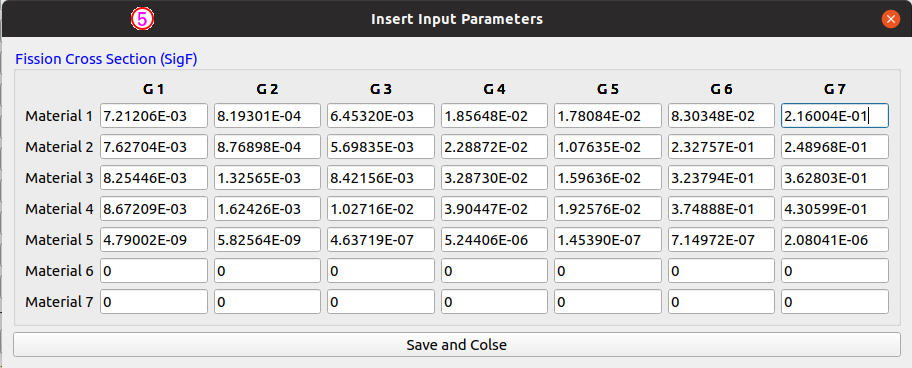 5 Insert Input Parameters
Fission Cross Section (SigF)
G 1 G 2 G 3 G 4 G 5 G 6 G 7
Material 1 7.21206E-03 8.19301E-04 6.45320E-03 1.85648E-02 1.78084E-02 8.30348E-02 2.16004E-01
Material 2 7.62704E-03 8.76898E-04 5.69835E-03 2.28872E-02 1.07635E-02 2.32757E-01 2.48968E-01
Material 3 8.25446E-03 1.32565E-03 8.42156E-03 3.28730E-02 1.59636E-02 3.23794E-01 3.62803E-01
Material 4 8.67209E-03 1.62426E-03 1.02716E-02 3.90447E-02 1.92576E-02 3.74888E-01 4.30599E-01
Material 5 4.79002E-09 5.82564E-09 4.63719E-07 5.24406E-06 1.45390E-07 7.14972E-07 2.08041E-06
Material 6 0 0 0 0 0 0 0
Material 7 0 0 0 0 0 0 0
Save and Colse